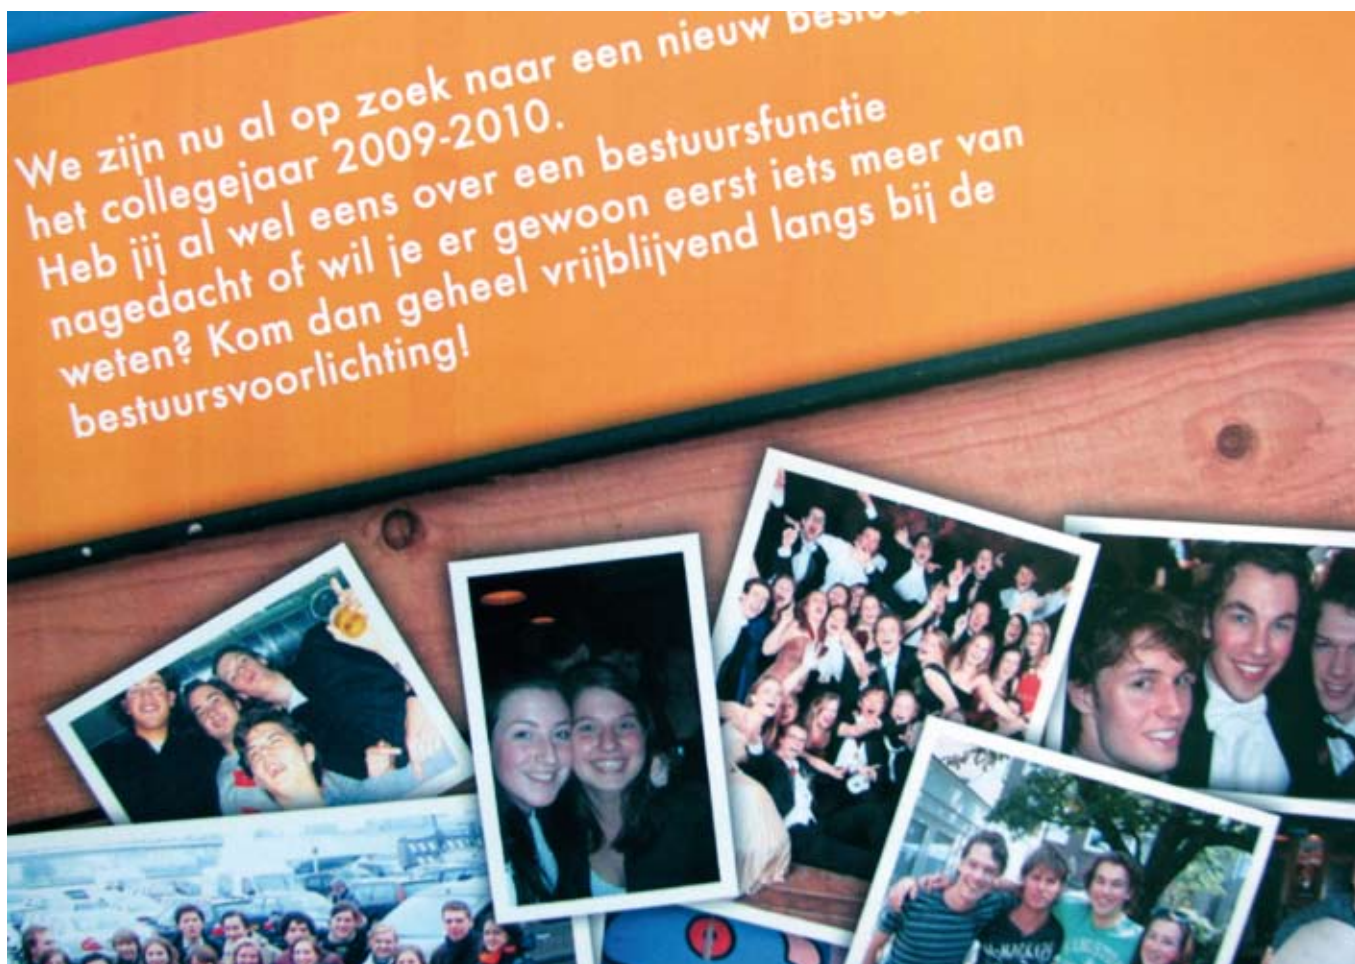 We zijn nu al op zoek naar een nieuw
het collegejaar 2009-2010.
Heb jij al wel eens over een bestuursfunctie
nagedacht of wil je er gewoon eerst iets meer van
weten? Kom dan geheel vrijblijvend langs bij de
bestuursvoorlichting!